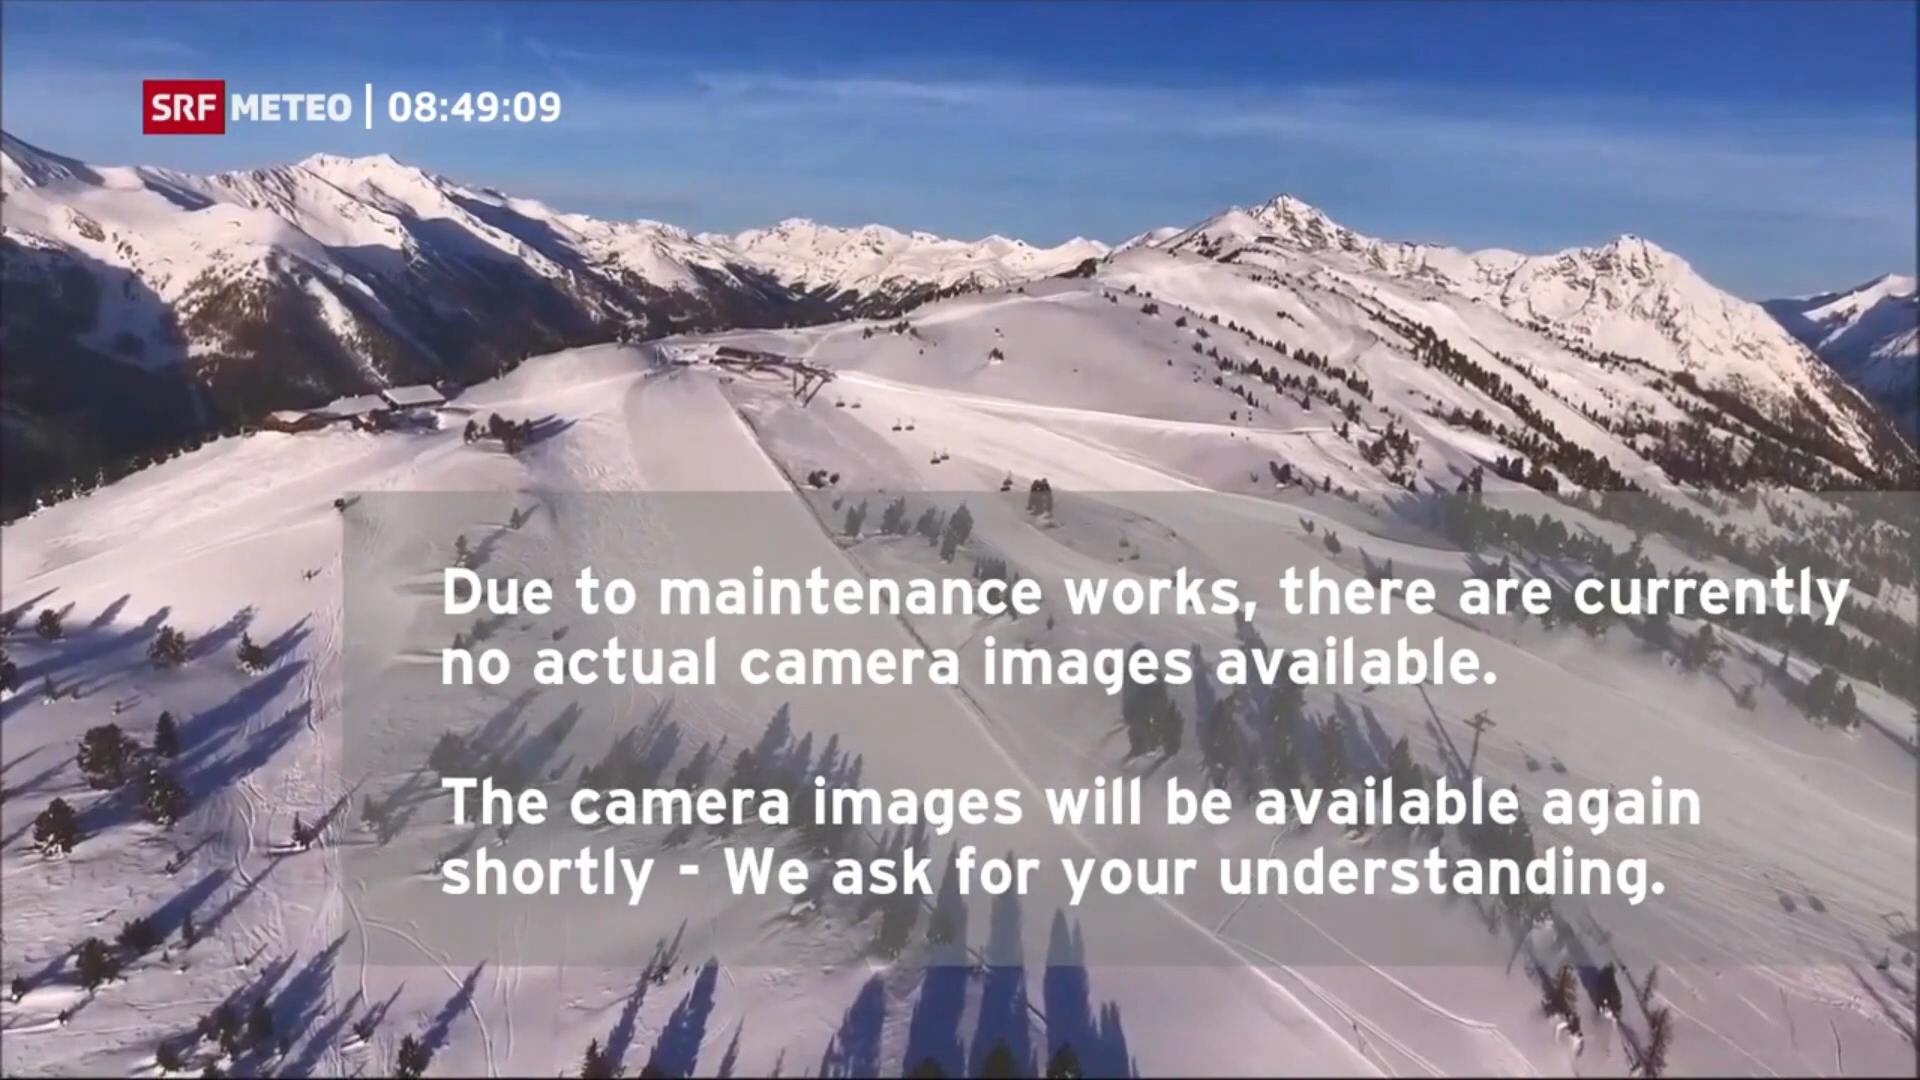 SRF METEO | 08:49:09
Due to maintenance works, there are currently
no actual camera images available.
The camera images will be available again
shortly - We ask for your understanding.